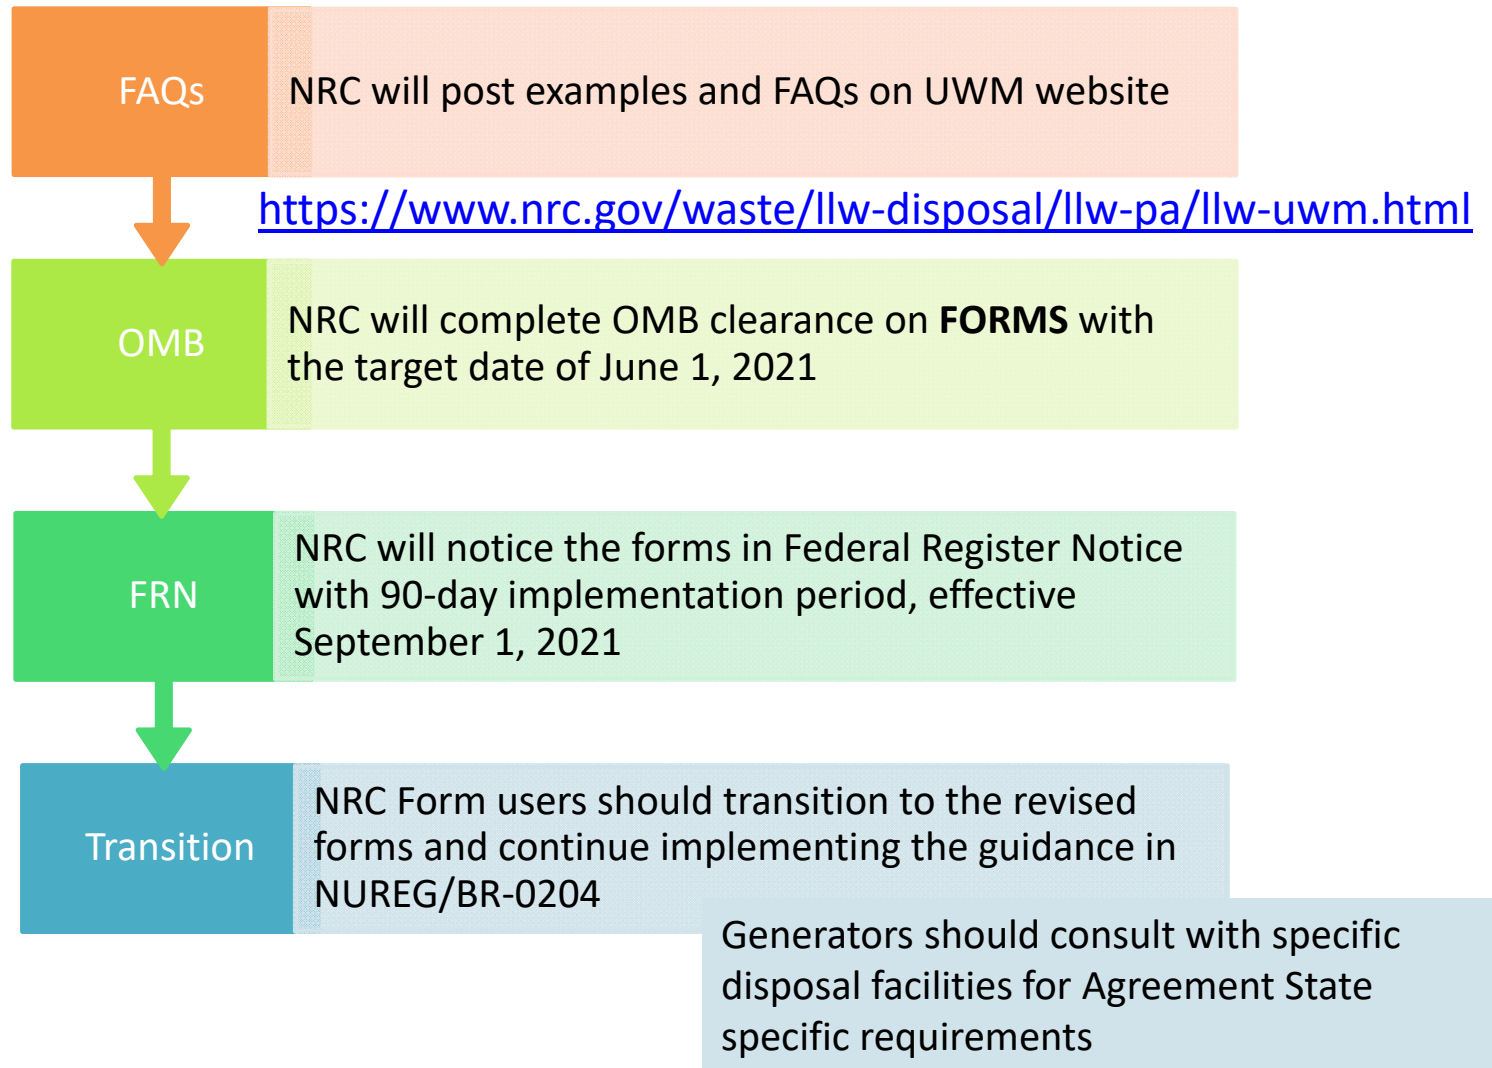 FAQs
NRC will post examples and FAQs on UWM website
https://www.nrc.gov/waste/llw-disposal/llw-pa/llw-uwm.html
OMB
NRC will complete OMB clearance on FORMS with
the target date of June 1, 2021
FRN
NRC will notice the forms in Federal Register Notice
with 90-day implementation period, effective
September 1, 2021
Transition
NRC Form users should transition to the revised
forms and continue implementing the guidance in
NUREG/BR-0204
Generators should consult with specific
disposal facilities for Agreement State
specific requirements